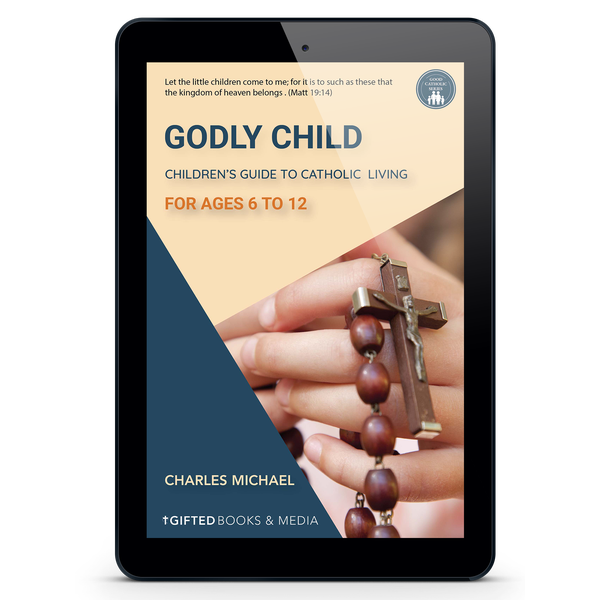 Let the little children come to me; for it is to such as these that
the kingdom of heaven belongs . (Matt 19:14)
GOOD
CATHOLIC
SERIES
GODLY CHILD
CHILDREN'S GUIDE TO CATHOLIC LIVING
FOR AGES 6 TO 12
CHARLES MICHAEL
GIFTED BOOKS & MEDIA